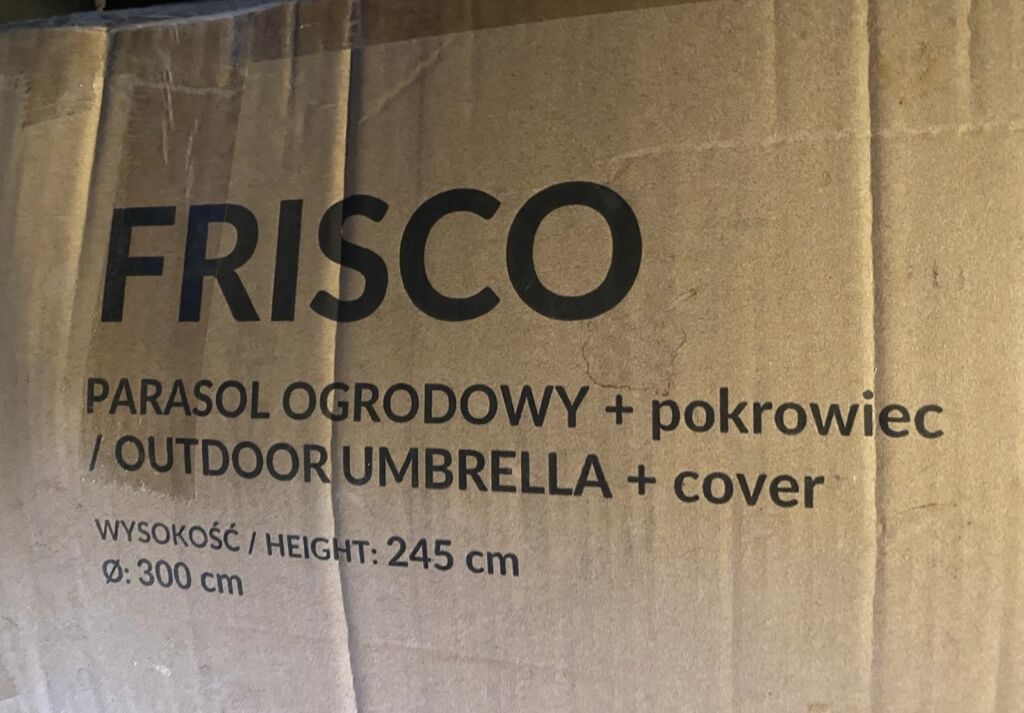 FRISCO
PARASOL OGRODOWY + pokrowiec
/ OUTDOOR UMBRELLA + cover
WYSOKOŚĆ / HEIGHT: 245 cm
Ø: 300 cm